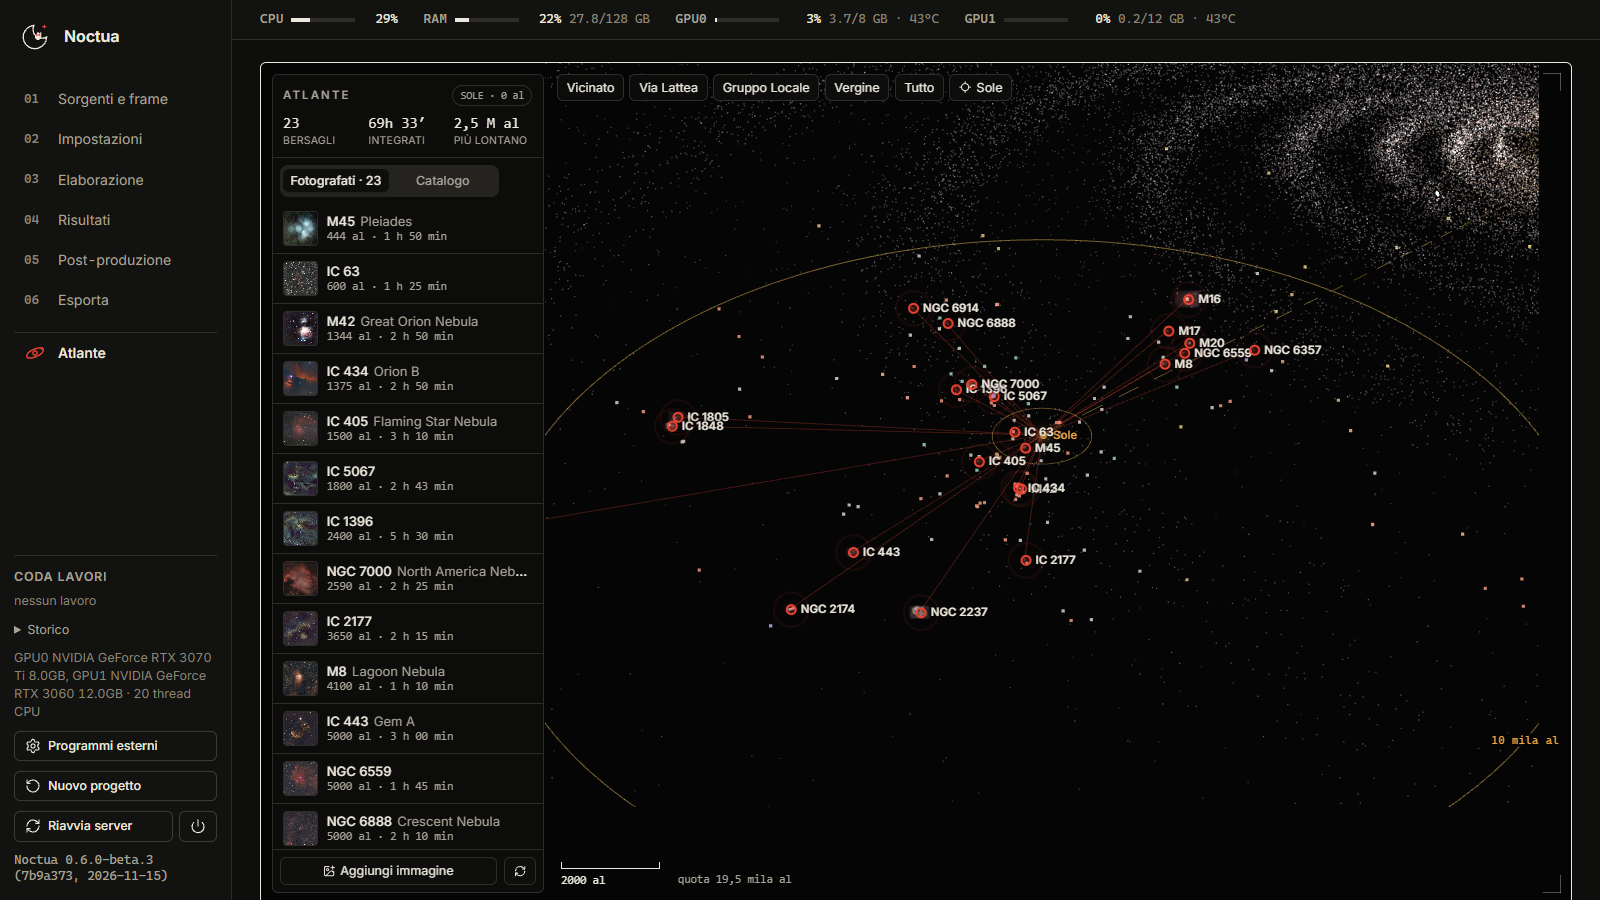 CPU 29% RAM 22% 27.8/128 GB GPU0 3% 3.7/8 GB · 43°C GPU1 0% 0.2/12 GB · 43°C
Noctua
01 Sorgenti e frame
02 Impostazioni
03 Elaborazione
04 Risultati
05 Post-produzione
06 Esporta
Atlante
CODA LAVORI
nessun lavoro
Storico
GPU0 NVIDIA GeForce RTX 3070
Ti 8.0GB, GPU1 NVIDIA GeForce
RTX 3060 12.0GB · 20 thread
CPU
Programmi esterni
Nuovo progetto
Riavvia server
Noctua 0.6.0-beta.3
(7b9a373, 2026-11-15)
ATLANTE SOLE · 0 al
23 69h 33′ 2,5 M al
BERSAGLI INTEGRATI PIÙ LONTANO
Fotografati · 23 Catalogo
M45 Pleiades
444 al · 1 h 50 min
IC 63
600 al · 1 h 25 min
M42 Great Orion Nebula
1344 al · 2 h 50 min
IC 434 Orion B
1375 al · 2 h 50 min
IC 405 Flaming Star Nebula
1500 al · 3 h 10 min
IC 5067
1800 al · 2 h 43 min
IC 1396
2400 al · 5 h 30 min
NGC 7000 North America Neb...
2590 al · 2 h 25 min
IC 2177
3650 al · 2 h 15 min
M8 Lagoon Nebula
4100 al · 1 h 10 min
IC 443 Gem A
5000 al · 3 h 00 min
NGC 6559
5000 al · 1 h 45 min
NGC 6888 Crescent Nebula
5000 al · 2 h 10 min
Aggiungi immagine
Vicinato Via Lattea Gruppo Locale Vergine Tutto Sole
M16
NGC 6914
NGC 6888
M17
M20
NGC 6559 NGC 6357
M8
NGC 7000
IC 1396
IC 5067
IC 1805
IC 1848
IC 63 Sole
M45
IC 405
IC 434
IC 443
IC 2177
NGC 2174
NGC 2237
10 mila al
2000 al
quota 19,5 mila al